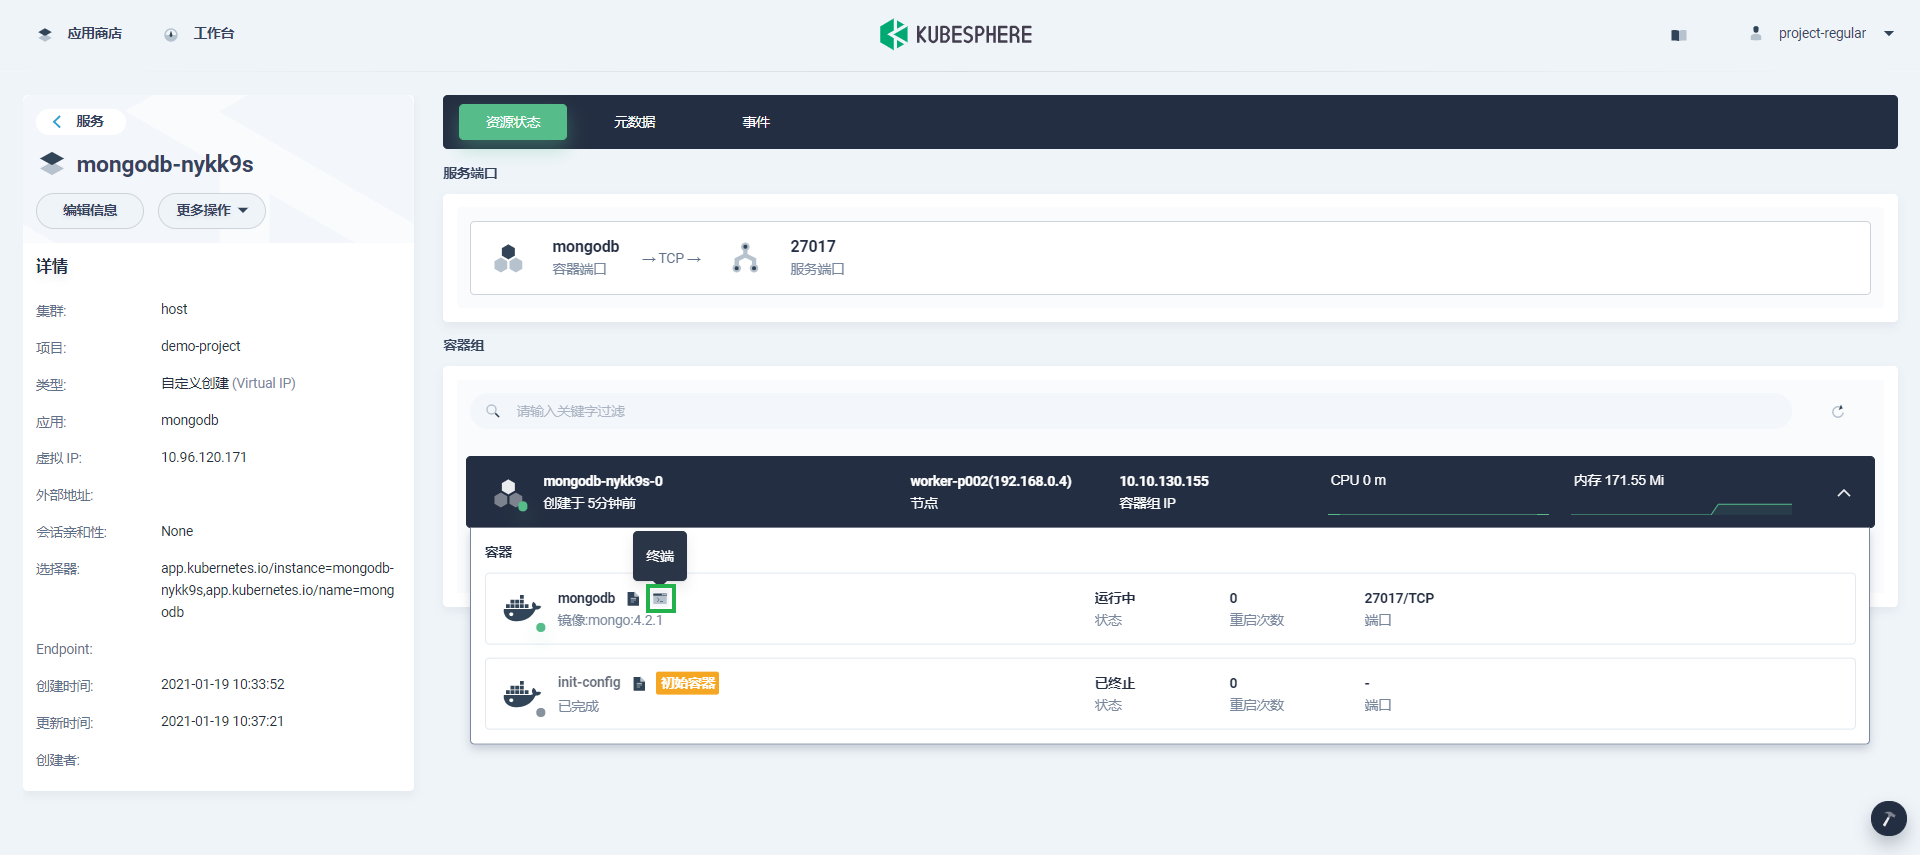 应用商店
工作台
KUBESPHERE
project-regular
服务
mongodb-nykk9s
编辑信息
更多操作
详情
集群:
host
项目:
demo-project
类型:
自定义创建 (Virtual IP)
应用:
mongodb
虚拟 IP:
10.96.120.171
外部地址:
会话亲和性:
None
选择器:
app.kubernetes.io/instance=mongodb-
nykk9s,app.kubernetes.io/name=mong
odb
Endpoint:
创建时间:
2021-01-19 10:33:52
更新时间:
2021-01-19 10:37:21
创建者:
资源状态
元数据
事件
服务端口
mongodb
容器端口
→TCP→
27017
服务端口
容器组
请输入关键字过滤
mongodb-nykk9s-0
创建于 5分钟前
worker-p002(192.168.0.4)
节点
10.10.130.155
容器组 IP
CPU 0 m
内存 171.55 Mi
容器
终端
mongodb
镜像:mongo:4.2.1
运行中
状态
0
重启次数
27017/TCP
端口
init-config
初始容器
已完成
已终止
状态
0
重启次数
-
端口